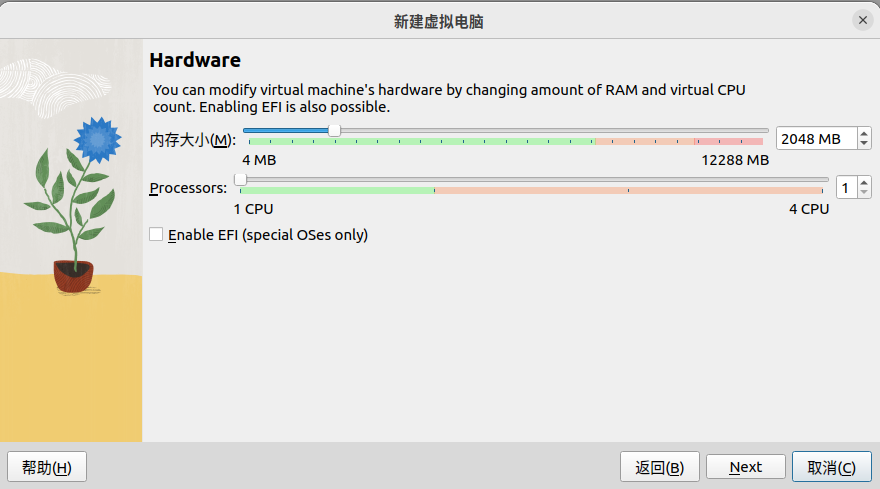 新建虚拟电脑
Hardware
You can modify virtual machine's hardware by changing amount of RAM and virtual CPU
count. Enabling EFI is also possible.
内存大小(M): 2048 MB
4 MB 12288 MB
Processors: 1
1 CPU 4 CPU
Enable EFI (special OSes only)
帮助(H) 返回(B) Next 取消(C)